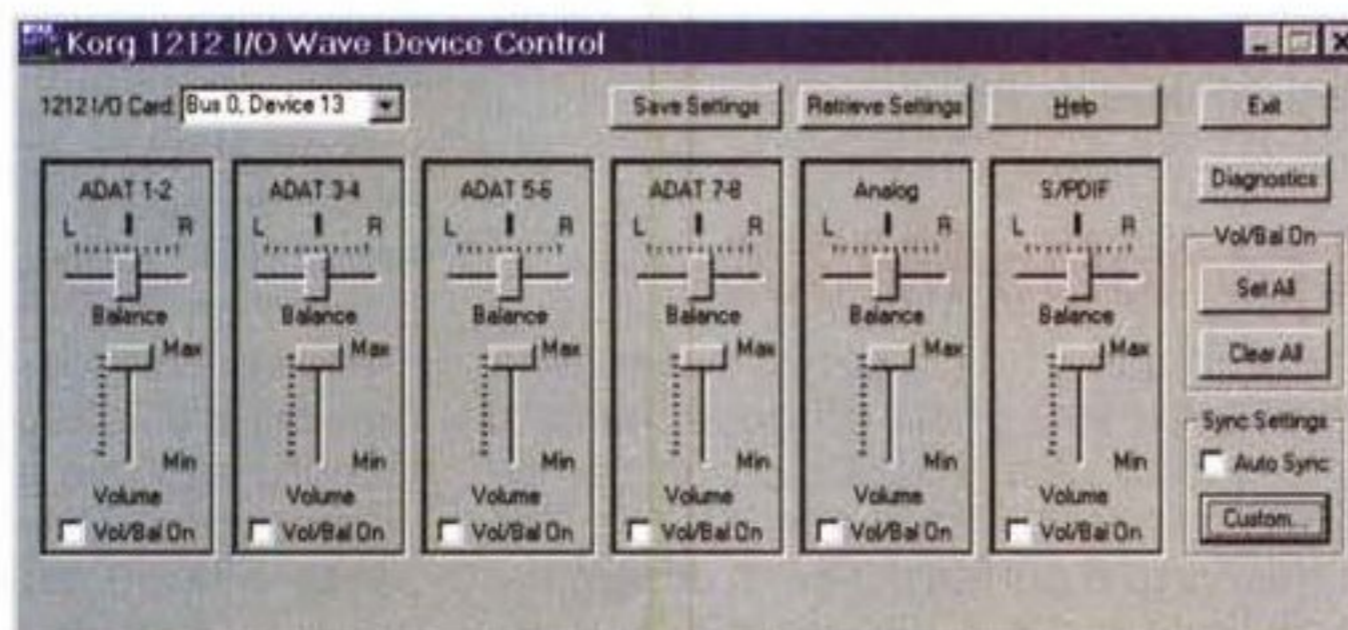 Korg 1212 I/O Wave Device Control
1212 I/O Card: Bus 0, Device 13
Save Settings
Retrieve Settings
Help
Exit
ADAT 1-2
L R
Balance
Max
Min
Volume
Vol/Bal On
ADAT 3-4
L R
Balance
Max
Min
Volume
Vol/Bal On
ADAT 5-6
L R
Balance
Max
Min
Volume
Vol/Bal On
ADAT 7-8
L R
Balance
Max
Min
Volume
Vol/Bal On
Analog
L R
Balance
Max
Min
Volume
Vol/Bal On
S/PDIF
L R
Balance
Max
Min
Volume
Vol/Bal On
Diagnostics
Vol/Bal On
Set All
Clear All
Sync Settings
Auto Sync
Custom...